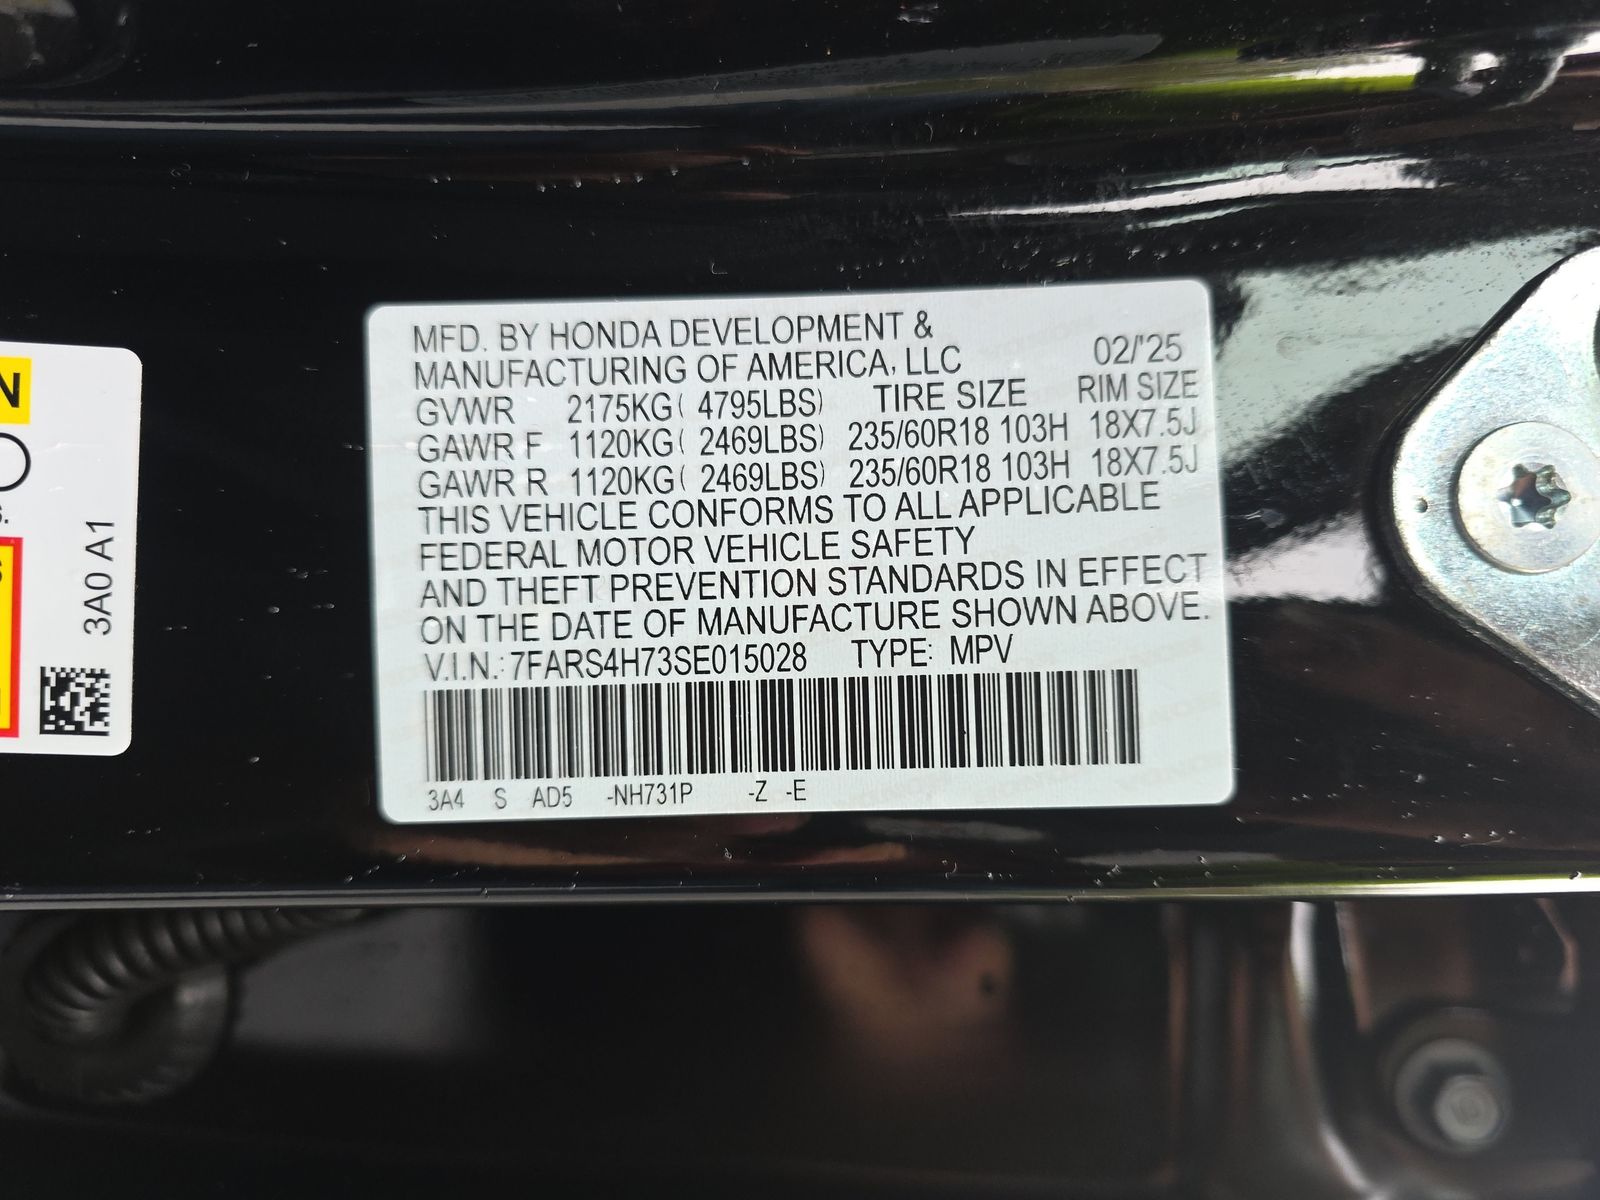 MFD. BY HONDA DEVELOPMENT &
MANUFACTURING OF AMERICA, LLC 02/'25
GVWR 2175KG( 4795LBS) TIRE SIZE RIM SIZE
GAWR F 1120KG( 2469LBS) 235/60R18 103H 18X7.5J
GAWR R 1120KG( 2469LBS) 235/60R18 103H 18X7.5J
THIS VEHICLE CONFORMS TO ALL APPLICABLE
FEDERAL MOTOR VEHICLE SAFETY
AND THEFT PREVENTION STANDARDS IN EFFECT
ON THE DATE OF MANUFACTURE SHOWN ABOVE.
V.I.N.: 7FARS4H73SE015028 TYPE: MPV
3A4 S AD5 -NH731P -Z -E
3A0 A1